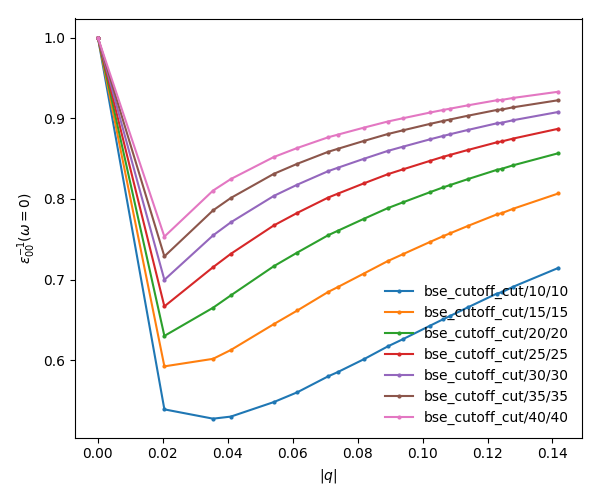 1.0
0.9
0.8
0.7
0.6
ε⁻¹₀₀(ω = 0)
0.00 0.02 0.04 0.06 0.08 0.10 0.12 0.14
|q|
bse_cutoff_cut/10/10
bse_cutoff_cut/15/15
bse_cutoff_cut/20/20
bse_cutoff_cut/25/25
bse_cutoff_cut/30/30
bse_cutoff_cut/35/35
bse_cutoff_cut/40/40